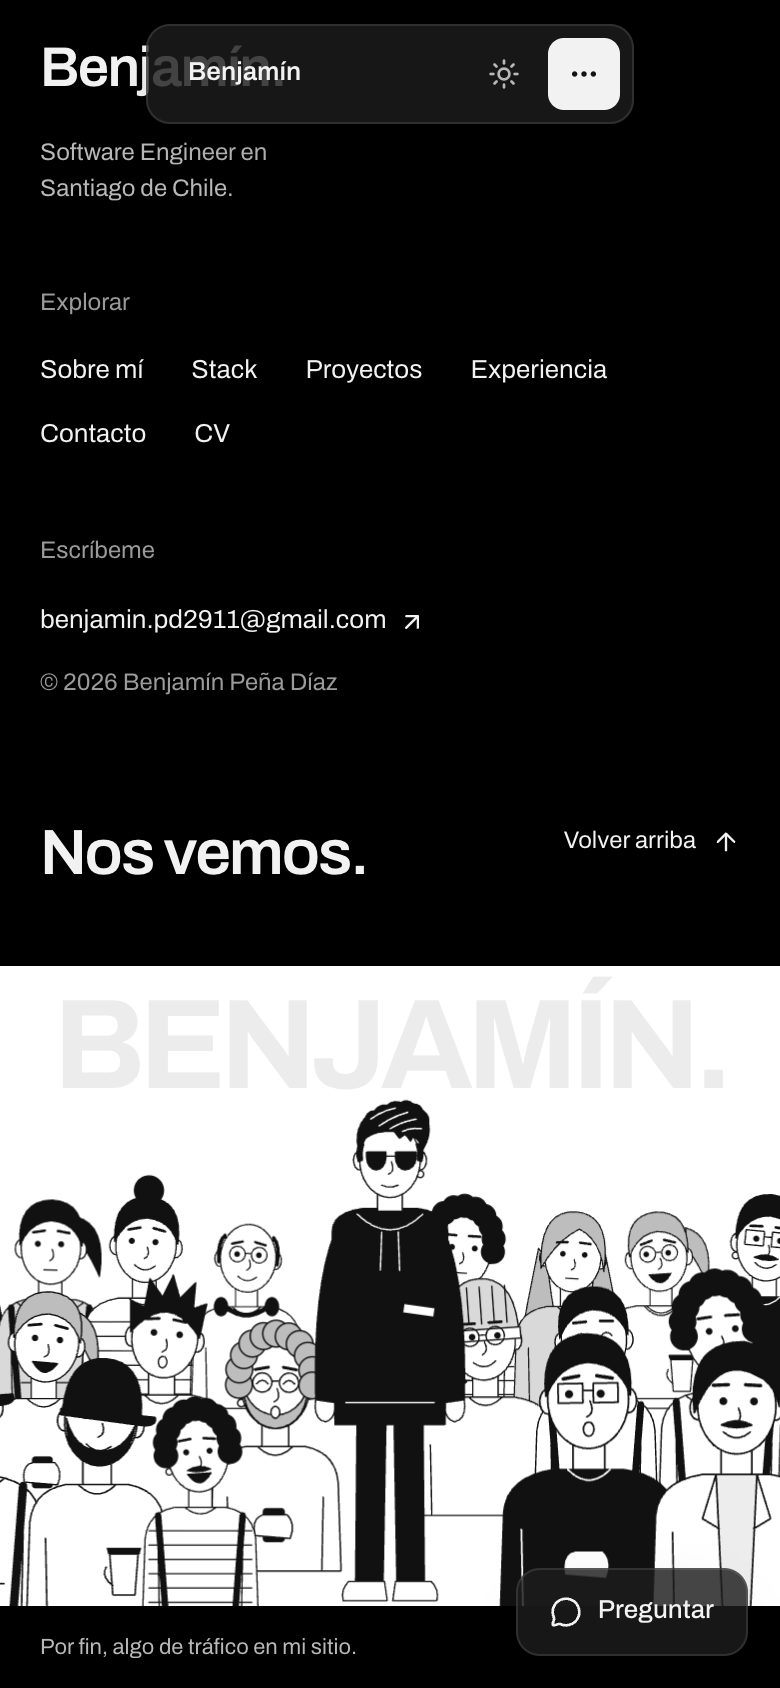 Benjamín.
Benjamín
Software Engineer en
Santiago de Chile.
Explorar
Sobre mí Stack Proyectos Experiencia
Contacto CV
Escríbeme
benjamin.pd2911@gmail.com
© 2026 Benjamín Peña Díaz
Nos vemos.
Volver arriba
BENJAMÍN.
Preguntar
Por fin, algo de tráfico en mi sitio.